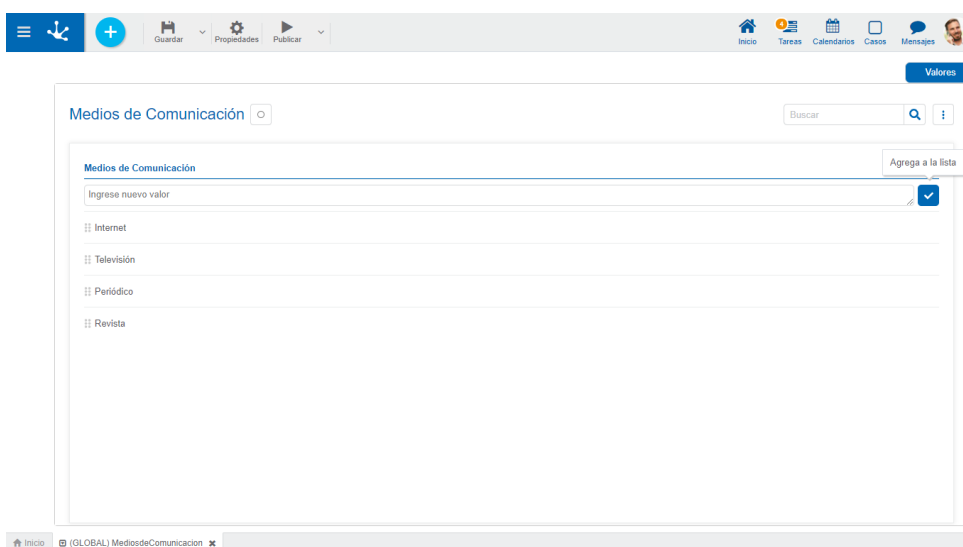 Guardar
Propiedades
Publicar
Inicio
4
Tareas
Calendarios
Casos
Mensajes
Valores
Medios de Comunicación
Buscar
Agrega a la lista
Medios de Comunicación
Ingrese nuevo valor
Internet
Televisión
Periódico
Revista
Inicio
(GLOBAL) MediosdeComunicacion